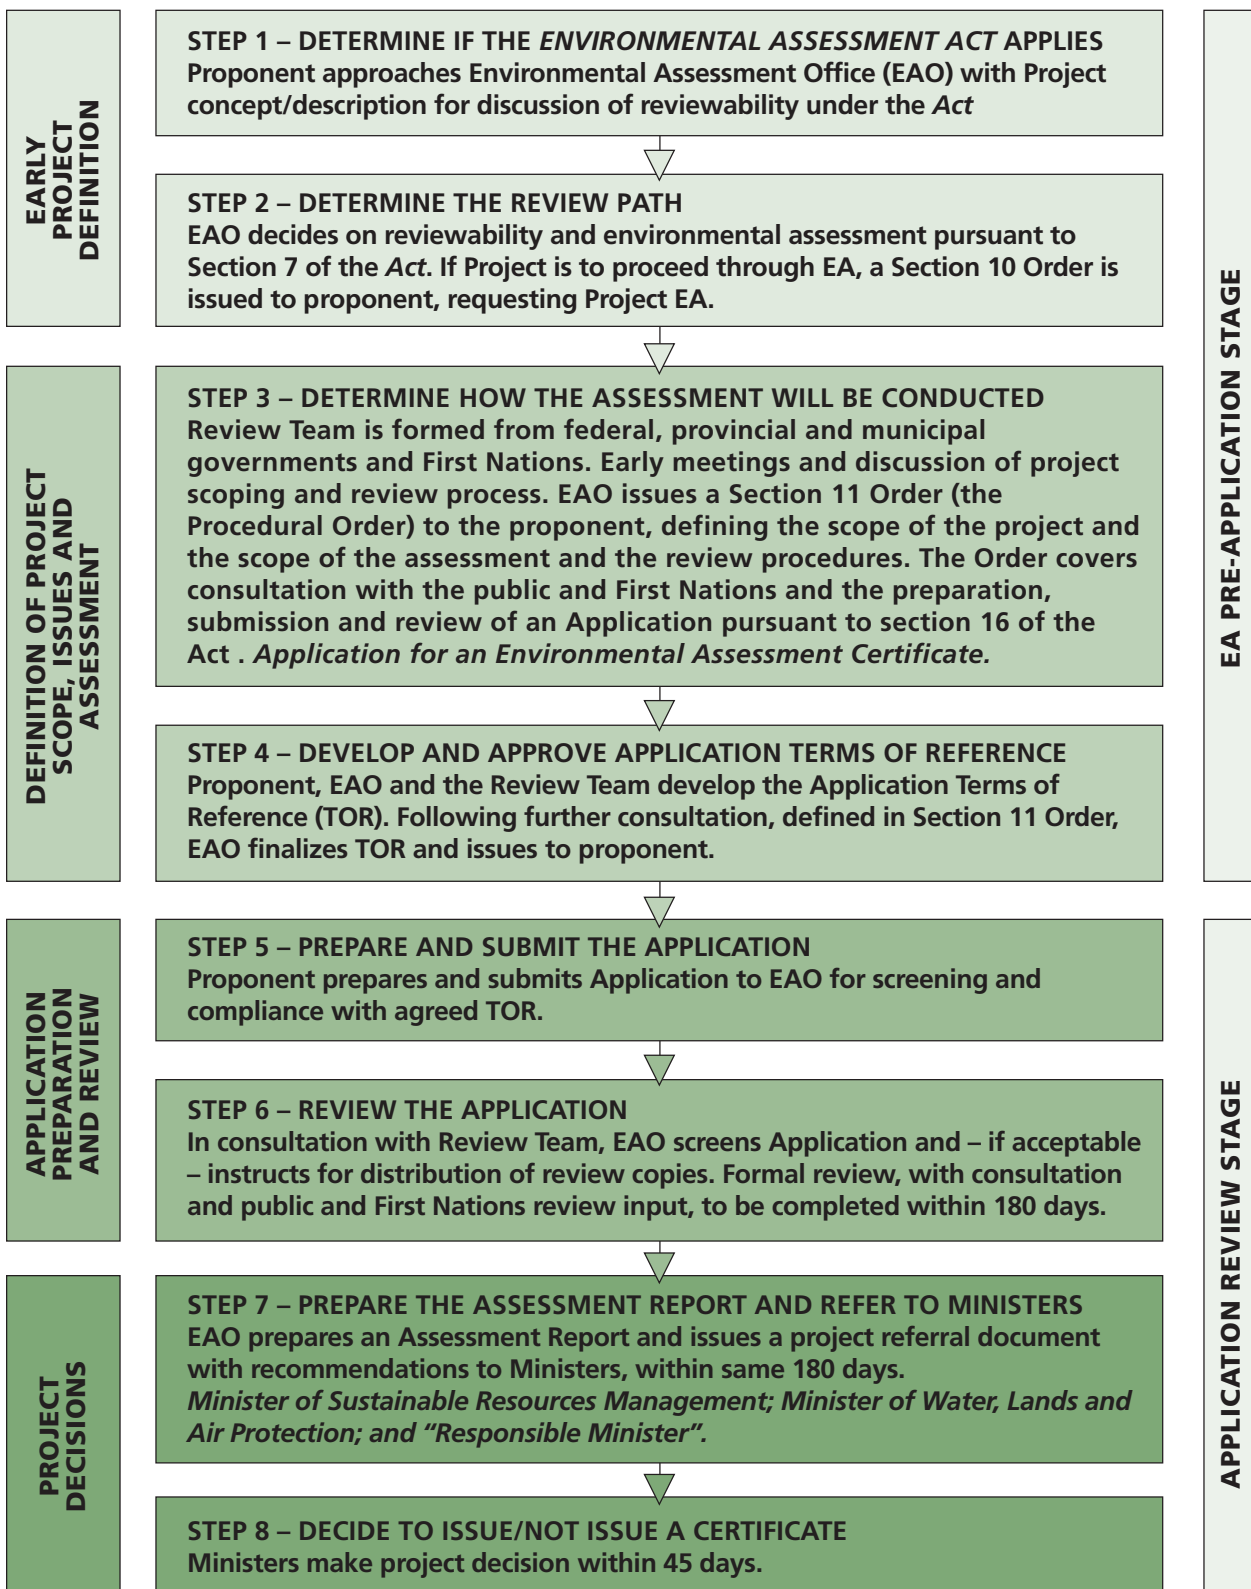 EARLY
PROJECT
DEFINITION
STEP 1 – DETERMINE IF THE ENVIRONMENTAL ASSESSMENT ACT APPLIES
Proponent approaches Environmental Assessment Office (EAO) with Project
concept/description for discussion of reviewability under the Act
STEP 2 – DETERMINE THE REVIEW PATH
EAO decides on reviewability and environmental assessment pursuant to
Section 7 of the Act. If Project is to proceed through EA, a Section 10 Order is
issued to proponent, requesting Project EA.
EA PRE-APPLICATION STAGE
DEFINITION OF PROJECT
SCOPE, ISSUES AND
ASSESSMENT
STEP 3 – DETERMINE HOW THE ASSESSMENT WILL BE CONDUCTED
Review Team is formed from federal, provincial and municipal
governments and First Nations. Early meetings and discussion of project
scoping and review process. EAO issues a Section 11 Order (the
Procedural Order) to the proponent, defining the scope of the project and
the scope of the assessment and the review procedures. The Order covers
consultation with the public and First Nations and the preparation,
submission and review of an Application pursuant to section 16 of the
Act . Application for an Environmental Assessment Certificate.
STEP 4 – DEVELOP AND APPROVE APPLICATION TERMS OF REFERENCE
Proponent, EAO and the Review Team develop the Application Terms of
Reference (TOR). Following further consultation, defined in Section 11 Order,
EAO finalizes TOR and issues to proponent.
APPLICATION
PREPARATION
AND REVIEW
STEP 5 – PREPARE AND SUBMIT THE APPLICATION
Proponent prepares and submits Application to EAO for screening and
compliance with agreed TOR.
STEP 6 – REVIEW THE APPLICATION
In consultation with Review Team, EAO screens Application and – if acceptable
– instructs for distribution of review copies. Formal review, with consultation
and public and First Nations review input, to be completed within 180 days.
APPLICATION REVIEW STAGE
PROJECT
DECISIONS
STEP 7 – PREPARE THE ASSESSMENT REPORT AND REFER TO MINISTERS
EAO prepares an Assessment Report and issues a project referral document
with recommendations to Ministers, within same 180 days.
Minister of Sustainable Resources Management; Minister of Water, Lands and
Air Protection; and “Responsible Minister”.
STEP 8 – DECIDE TO ISSUE/NOT ISSUE A CERTIFICATE
Ministers make project decision within 45 days.